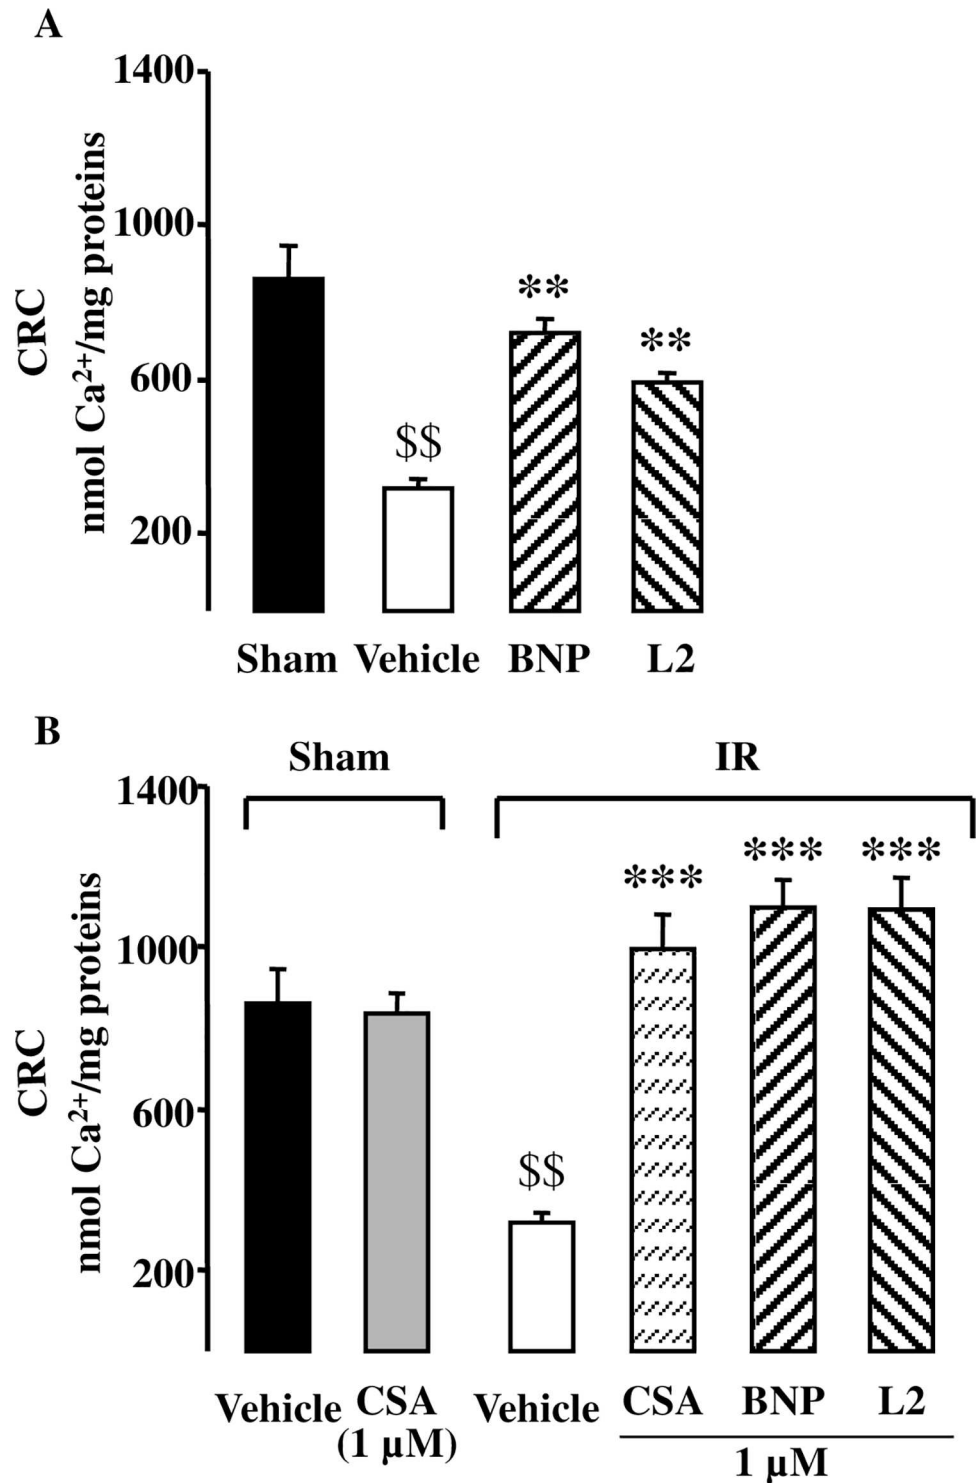 A
1400
1000
600
200
CRC
nmol Ca²⁺/mg proteins
$$
**
**
Sham Vehicle BNP L2
B
Sham IR
1400
1000
600
200
CRC
nmol Ca²⁺/mg proteins
$$
***
***
***
Vehicle CSA Vehicle CSA BNP L2
(1 µM)
1 µM